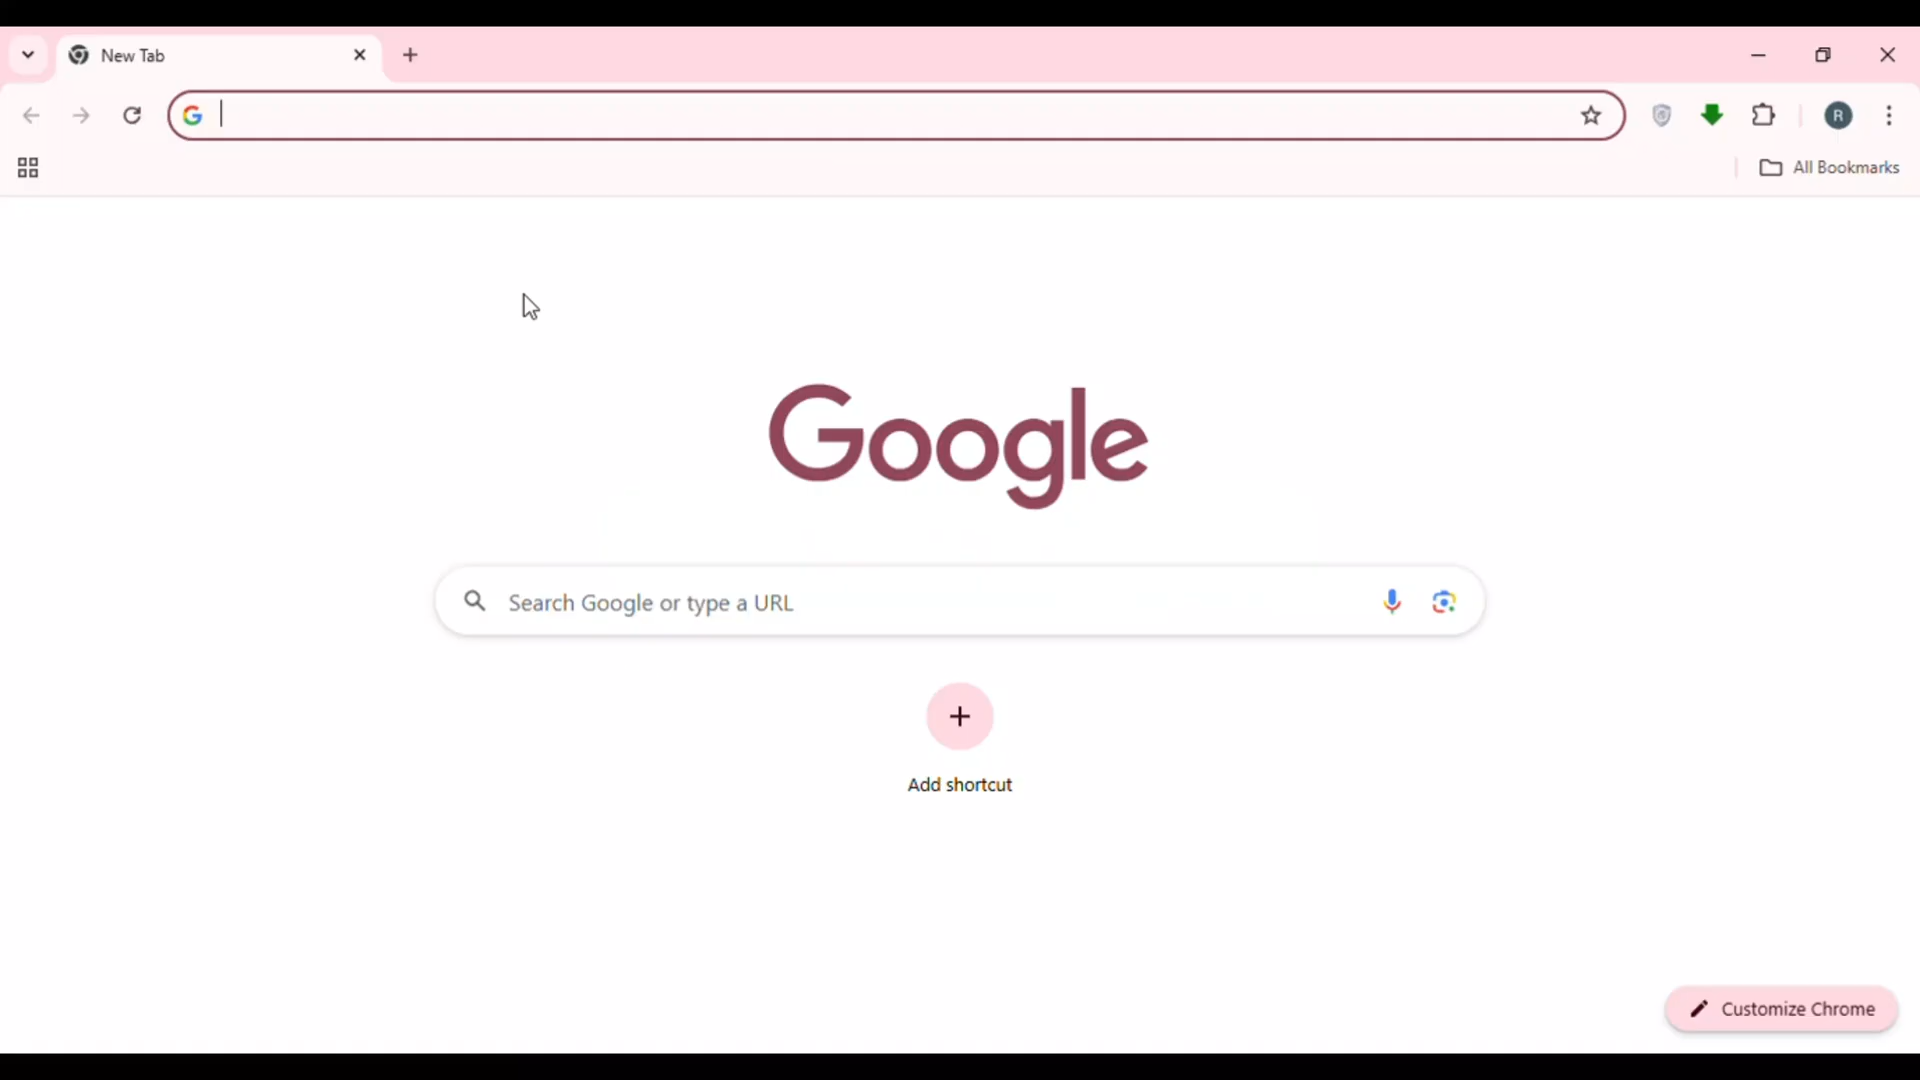 New Tab
All Bookmarks
Google
Search Google or type a URL
Add shortcut
Customize Chrome
R